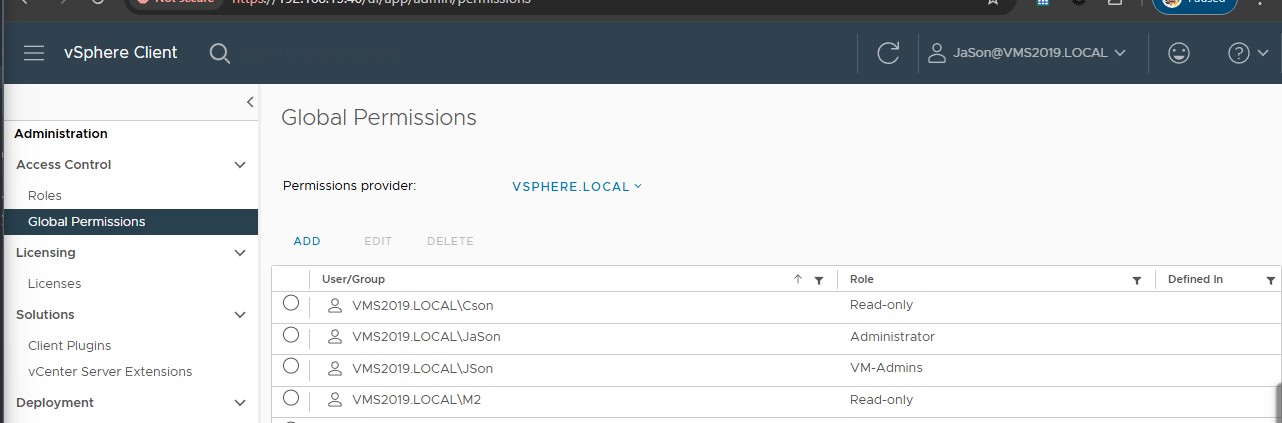 Not secure https://192.168.15.40/ui/app/admin/permissions Paused
vSphere Client JaSon@VMS2019.LOCAL
Administration
Access Control
Roles
Global Permissions
Licensing
Licenses
Solutions
Client Plugins
vCenter Server Extensions
Deployment
Global Permissions
Permissions provider: VSPHERE.LOCAL
ADD EDIT DELETE
User/Group Role Defined In
VMS2019.LOCAL\Cson Read-only
VMS2019.LOCAL\JaSon Administrator
VMS2019.LOCAL\JSon VM-Admins
VMS2019.LOCAL\M2 Read-only